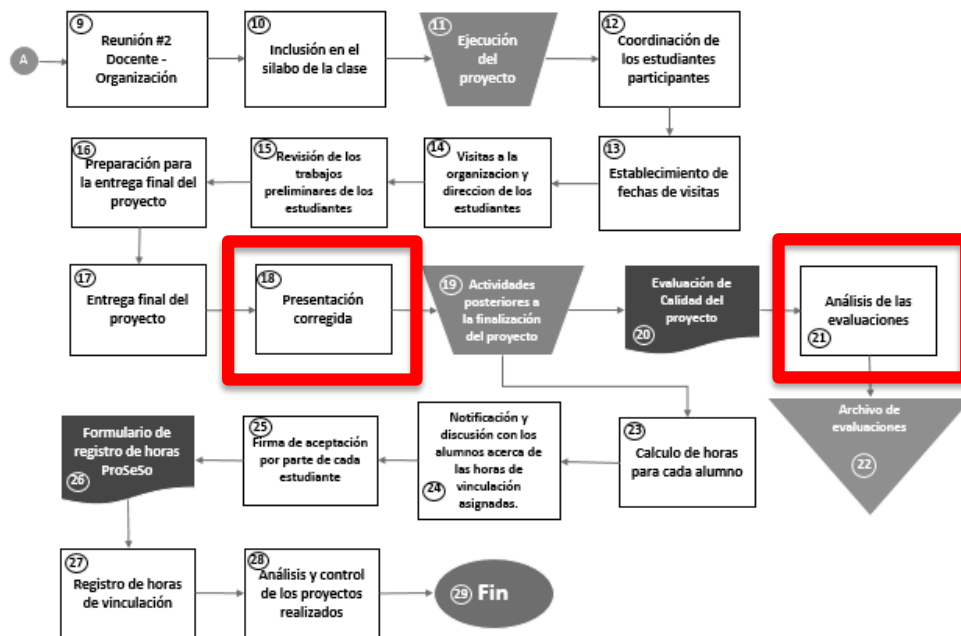 A
9
Reunión #2
Docente -
Organización
10
Inclusión en el
silabo de la clase
11
Ejecución
del
proyecto
12
Coordinación de
los estudiantes
participantes
13
Establecimiento de
fechas de visitas
14
Visitas a la
organizacion y
direccion de los
estudiantes
15
Revisión de los
trabajos
preliminares de los
estudiantes
16
Preparación para
la entrega final del
proyecto
17
Entrega final del
proyecto
18
Presentación
corregida
19
Actividades
posteriores a
la finalización
del proyecto
Evaluación de
Calidad del
proyecto
20
Análisis de las
evaluaciones
21
Archivo de
evaluaciones
22
23
Calculo de horas
para cada alumno
Notificación y
discusión con los
alumnos acerca de
las horas de
vinculación
asignadas.
24
25
Firma de
aceptación
por parte de cada
estudiante
Formulario de
registro de horas
ProSeSo
26
27
Registro de horas
de vinculación
28
Análisis y control
de los proyectos
realizados
29 Fin